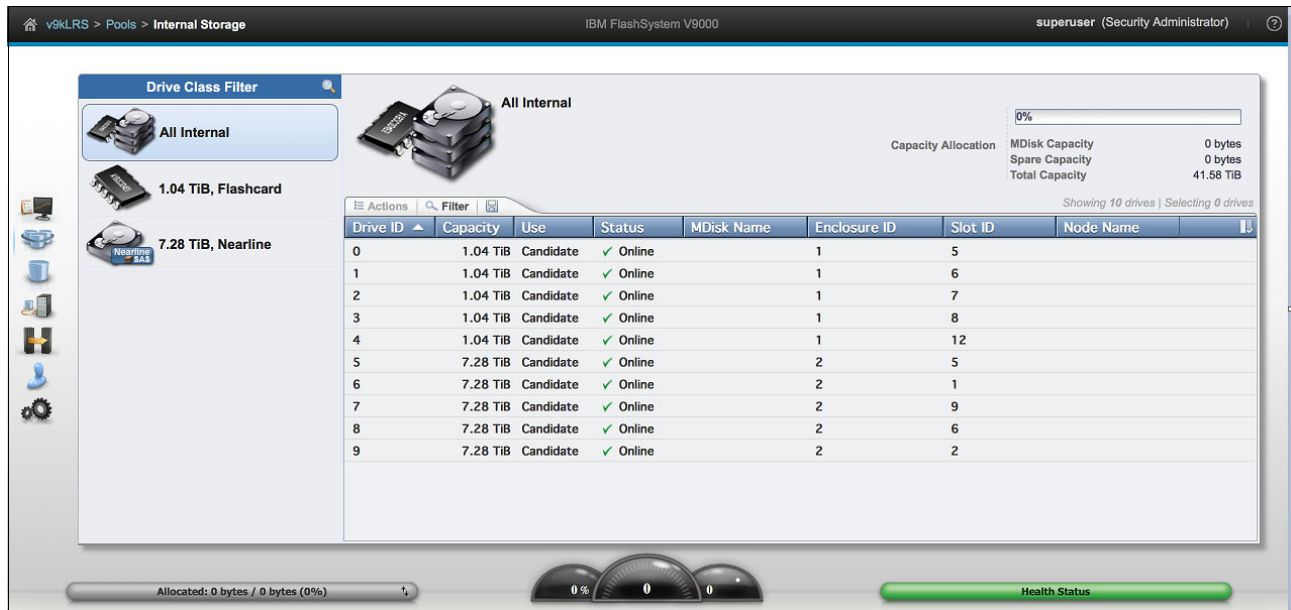 v9kLRS > Pools > Internal Storage
IBM FlashSystem V9000
superuser (Security Administrator)
?
Drive Class Filter
All Internal
1.04 TiB, Flashcard
Nearline
SAS
7.28 TiB, Nearline
All Internal
0%
Capacity Allocation
MDisk Capacity 0 bytes
Spare Capacity 0 bytes
Total Capacity 41.58 TiB
Actions Filter
Showing 10 drives | Selecting 0 drives
Drive ID Capacity Use Status MDisk Name Enclosure ID Slot ID Node Name
0 1.04 TiB Candidate Online 1 5
1 1.04 TiB Candidate Online 1 6
2 1.04 TiB Candidate Online 1 7
3 1.04 TiB Candidate Online 1 8
4 1.04 TiB Candidate Online 1 12
5 7.28 TiB Candidate Online 2 5
6 7.28 TiB Candidate Online 2 1
7 7.28 TiB Candidate Online 2 9
8 7.28 TiB Candidate Online 2 6
9 7.28 TiB Candidate Online 2 2
Allocated: 0 bytes / 0 bytes (0%)
0% 0 0
Health Status